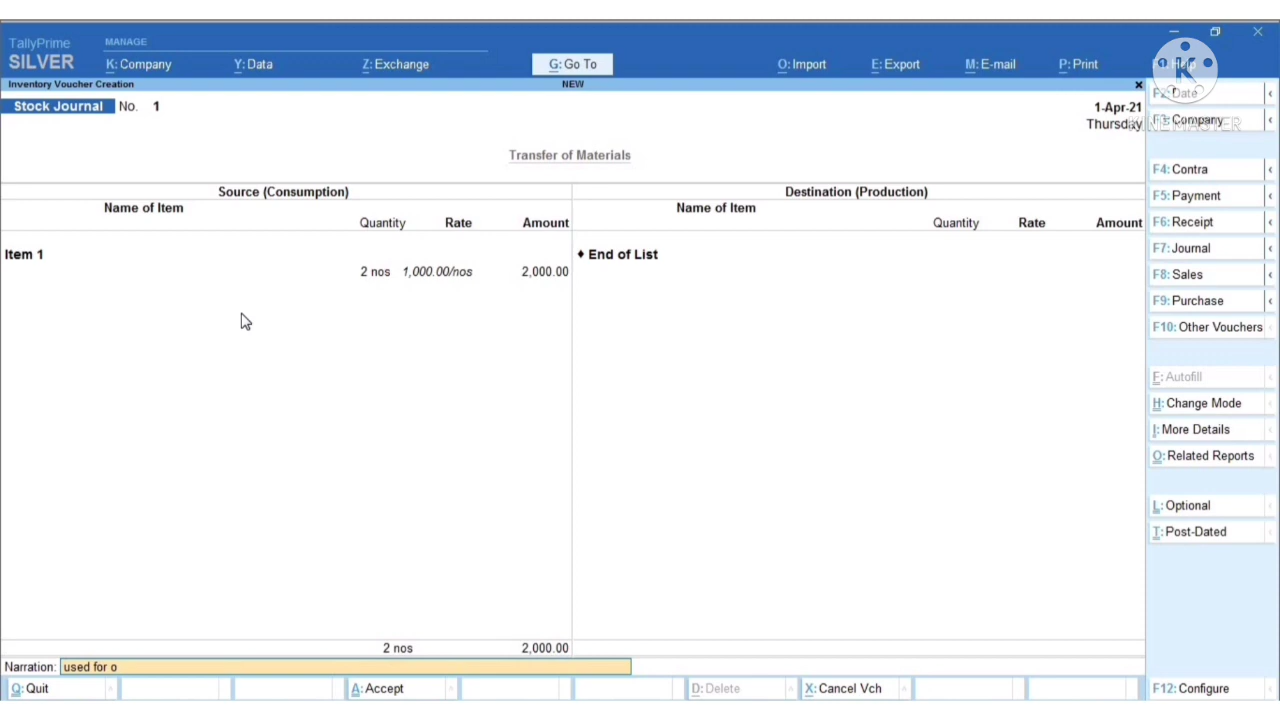 TallyPrime MANAGE
SILVER K: Company Y: Data Z: Exchange G: Go To O: Import E: Export M: E-mail P: Print F1: Help
Inventory Voucher Creation NEW x
Stock Journal No. 1 1-Apr-21
Thursday
Transfer of Materials
Source (Consumption) Destination (Production)
Name of Item Name of Item
Quantity Rate Amount Quantity Rate Amount
Item 1 ♦ End of List
2 nos 1,000.00/nos 2,000.00
2 nos 2,000.00
Narration: used for o
Q: Quit A: Accept D: Delete X: Cancel Vch F12: Configure
F2: Date
F3: Company
F4: Contra
F5: Payment
F6: Receipt
F7: Journal
F8: Sales
F9: Purchase
F10: Other Vouchers
F: Autofill
H: Change Mode
I: More Details
O: Related Reports
L: Optional
T: Post-Dated
K
KINEMASTER